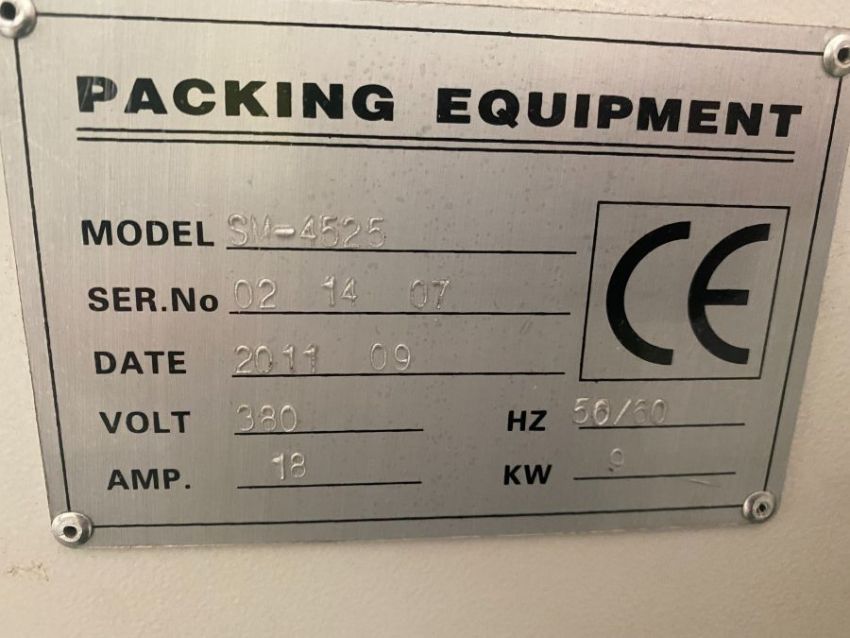 PACKING EQUIPMENT
MODEL SM-4525
SER.No 02 14 07
DATE 2011 09
VOLT 380 HZ 50/60
AMP. 18 KW 9
CE